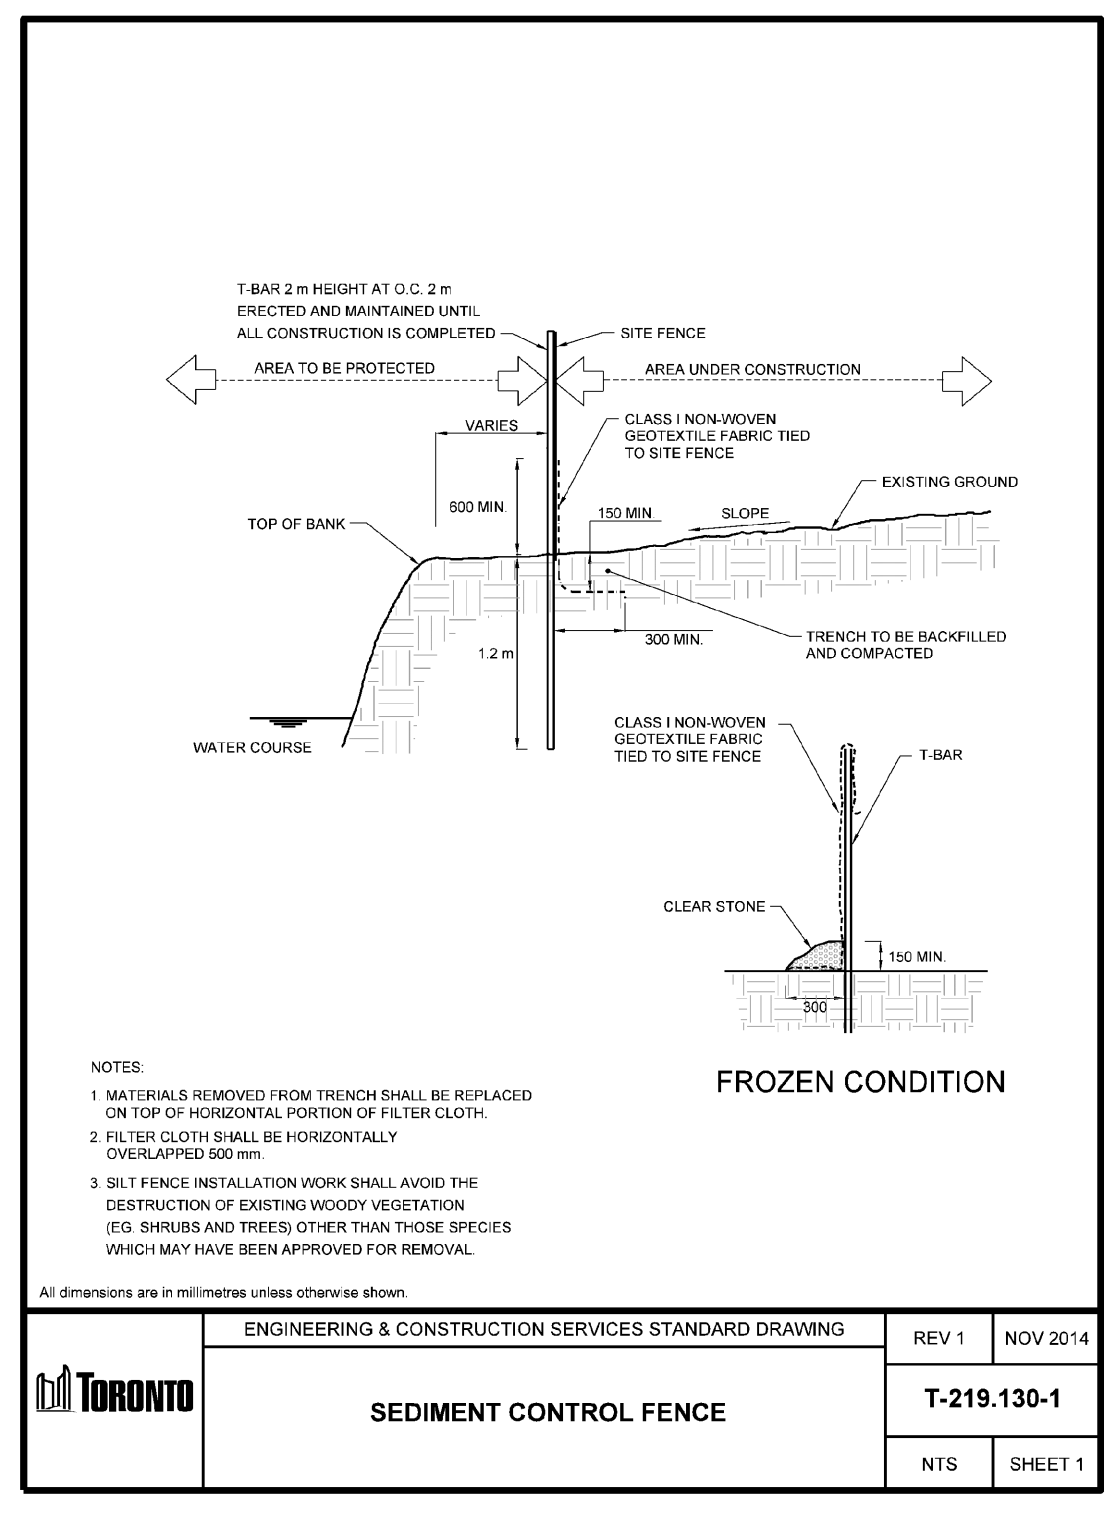 T-BAR 2 m HEIGHT AT O.C. 2 m
ERECTED AND MAINTAINED UNTIL
ALL CONSTRUCTION IS COMPLETED
SITE FENCE
AREA TO BE PROTECTED
AREA UNDER CONSTRUCTION
VARIES
CLASS I NON-WOVEN
GEOTEXTILE FABRIC TIED
TO SITE FENCE
EXISTING GROUND
600 MIN.
150 MIN.
SLOPE
TOP OF BANK
300 MIN.
TRENCH TO BE BACKFILLED
AND COMPACTED
1.2 m
WATER COURSE
CLASS I NON-WOVEN
GEOTEXTILE FABRIC
TIED TO SITE FENCE
T-BAR
CLEAR STONE
150 MIN.
300
FROZEN CONDITION
NOTES:
1. MATERIALS REMOVED FROM TRENCH SHALL BE REPLACED
ON TOP OF HORIZONTAL PORTION OF FILTER CLOTH.
2. FILTER CLOTH SHALL BE HORIZONTALLY
OVERLAPPED 500 mm.
3. SILT FENCE INSTALLATION WORK SHALL AVOID THE
DESTRUCTION OF EXISTING WOODY VEGETATION
(EG. SHRUBS AND TREES) OTHER THAN THOSE SPECIES
WHICH MAY HAVE BEEN APPROVED FOR REMOVAL.
All dimensions are in millimetres unless otherwise shown.
TORONTO
ENGINEERING & CONSTRUCTION SERVICES STANDARD DRAWING
SEDIMENT CONTROL FENCE
REV 1
NOV 2014
T-219.130-1
NTS
SHEET 1